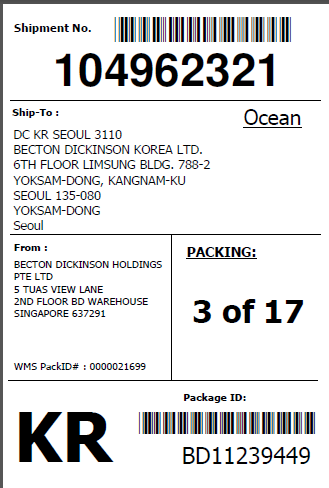 Shipment No.
104962321
Ship-To :
Ocean
DC KR SEOUL 3110
BECTON DICKINSON KOREA LTD.
6TH FLOOR LIMSUNG BLDG. 788-2
YOKSAM-DONG, KANGNAM-KU
SEOUL 135-080
YOKSAM-DONG
Seoul
From :
BECTON DICKINSON HOLDINGS
PTE LTD
5 TUAS VIEW LANE
2ND FLOOR BD WAREHOUSE
SINGAPORE 637291
WMS PackID# : 0000021699
PACKING:
3 of 17
KR
Package ID:
BD11239449